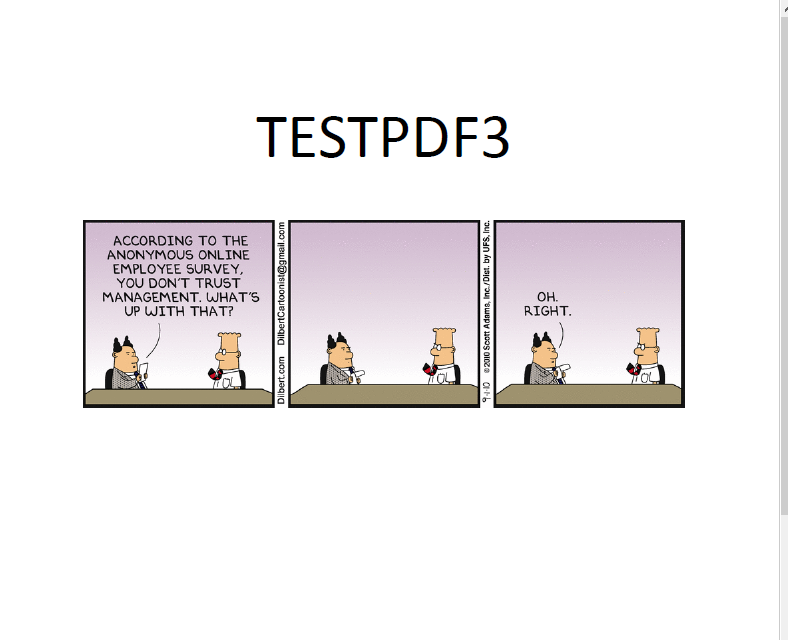 TESTPDF3
ACCORDING TO THE
ANONYMOUS ONLINE
EMPLOYEE SURVEY,
YOU DON'T TRUST
MANAGEMENT. WHAT'S
UP WITH THAT?
Dilbert.com DilbertCartoonist@gmail.com
9-1-10 © 2010 Scott Adams, Inc./Dist. by UFS, Inc.
OH.
RIGHT.